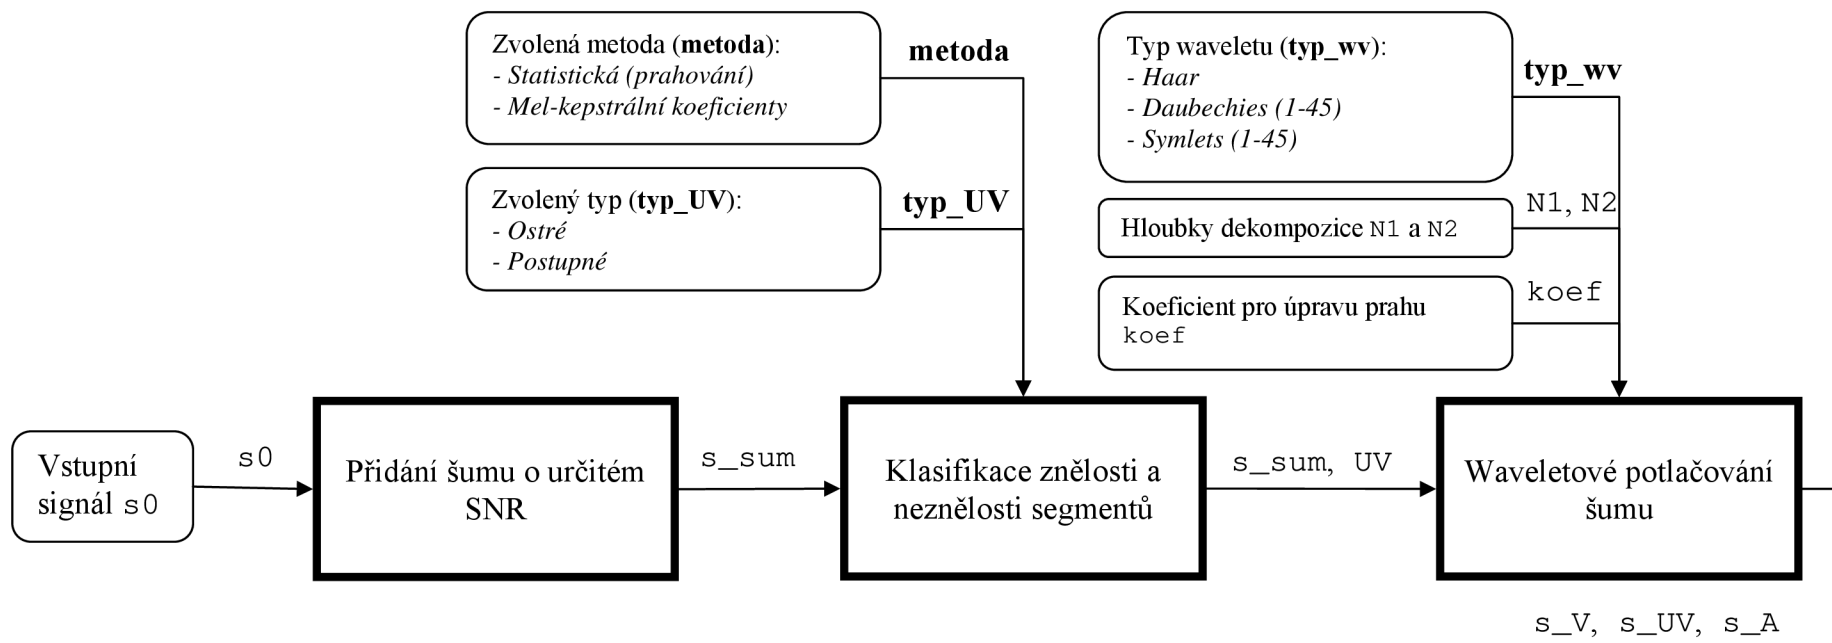 Zvolená metoda (metoda):
- Statistická (prahování)
- Mel-kepstrální koeficienty
metoda
Typ waveletu (typ_wv):
- Haar
- Daubechies (1-45)
- Symlets (1-45)
typ_wv
Zvolený typ (typ_UV):
- Ostré
- Postupné
typ_UV
Hloubky dekompozice N1 a N2
N1, N2
Koeficient pro úpravu prahu
koef
koef
Vstupní
signál s0
s0
Přidání šumu o určitém
SNR
s_sum
Klasifikace znělosti a
neznělosti segmentů
s_sum, UV
Waveletové potlačování
šumu
s_V, s_UV, s_A